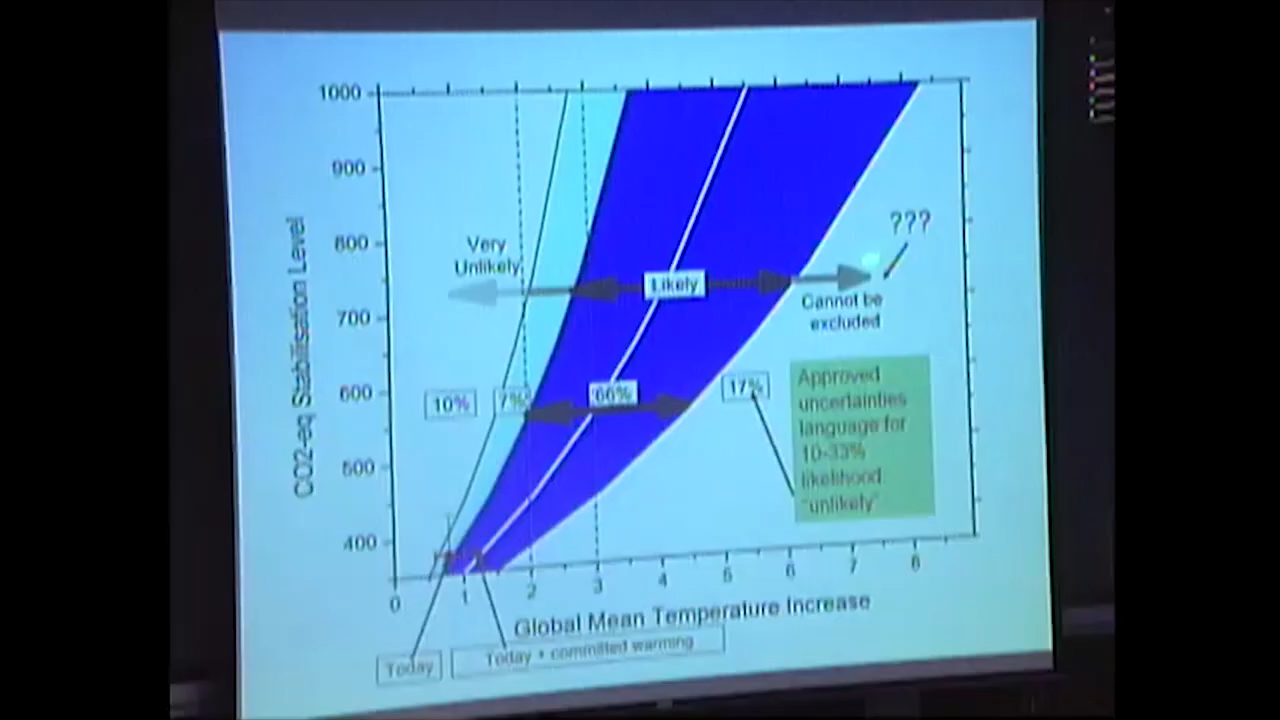 1000
900
800
700
600
500
400
CO2-eq Stabilisation Level
???
Very
Unlikely
Likely
Cannot be
excluded
10%
7%
66%
17%
Approved
uncertainties
language for
10-33%
likelihood
"unlikely"
0
1
2
3
4
5
6
7
8
Global Mean Temperature Increase
Today
Today + committed warming